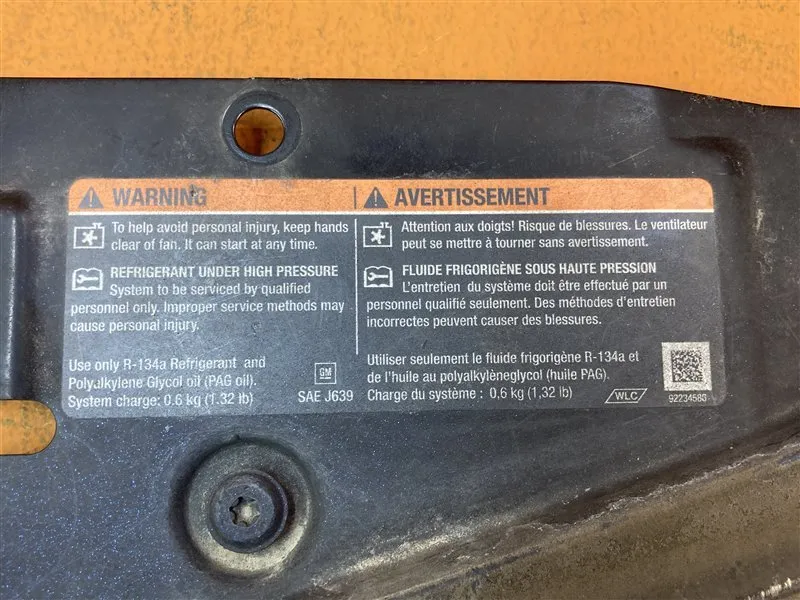 WARNING
To help avoid personal injury, keep hands
clear of fan. It can start at any time.
REFRIGERANT UNDER HIGH PRESSURE
System to be serviced by qualified
personnel only. Improper service methods may
cause personal injury.
Use only R-134a Refrigerant and
Polyalkylene Glycol oil (PAG oil).
System charge: 0.6 kg (1,32 lb)
GM
SAE J639
AVERTISSEMENT
Attention aux doigts! Risque de blessures. Le ventilateur
peut se mettre à tourner sans avertissement.
FLUIDE FRIGORIGÈNE SOUS HAUTE PRESSION
L'entretien du système doit être effectué par un
personnel qualifié seulement. Des méthodes d'entretien
incorrectes peuvent causer des blessures.
Utiliser seulement le fluide frigorigène R-134a et
de l'huile au polyalkylèneglycol (huile PAG).
Charge du système : 0,6 kg (1,32 lb)
WLC
92234583